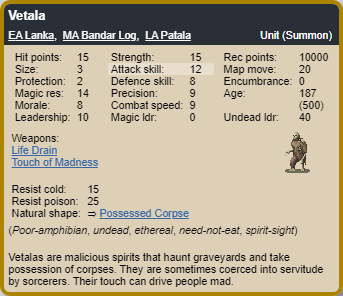 Vetala
EA Lanka, MA Bandar Log, LA Patala Unit (Summon)
Hit points: 15 Strength: 15 Rec points: 10000
Size: 3 Attack skill: 12 Map move: 20
Protection: 2 Defence skill: 8 Encumbrance: 0
Magic res: 14 Precision: 9 Age: 187
Morale: 8 Combat speed: 9 (500)
Leadership: 10 Magic ldr: 0 Undead ldr: 40
Weapons:
Life Drain
Touch of Madness
Resist cold: 15
Resist poison: 25
Natural shape: ⇒ Possessed Corpse
(Poor-amphibian, undead, ethereal, need-not-eat, spirit-sight)
Vetalas are malicious spirits that haunt graveyards and take
possession of corpses. They are sometimes coerced into servitude
by sorcerers. Their touch can drive people mad.